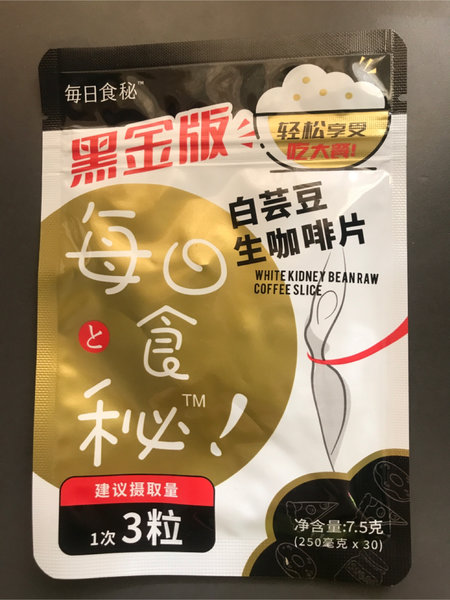 每日食秘™
黑金版
轻松享受
吃大餐!
白芸豆
生咖啡片
WHITE KIDNEY BEAN RAW
COFFEE SLICE
每日
と
食
秘™!
建议摄取量
1次3粒
净含量:7.5克
(250毫克 x 30)